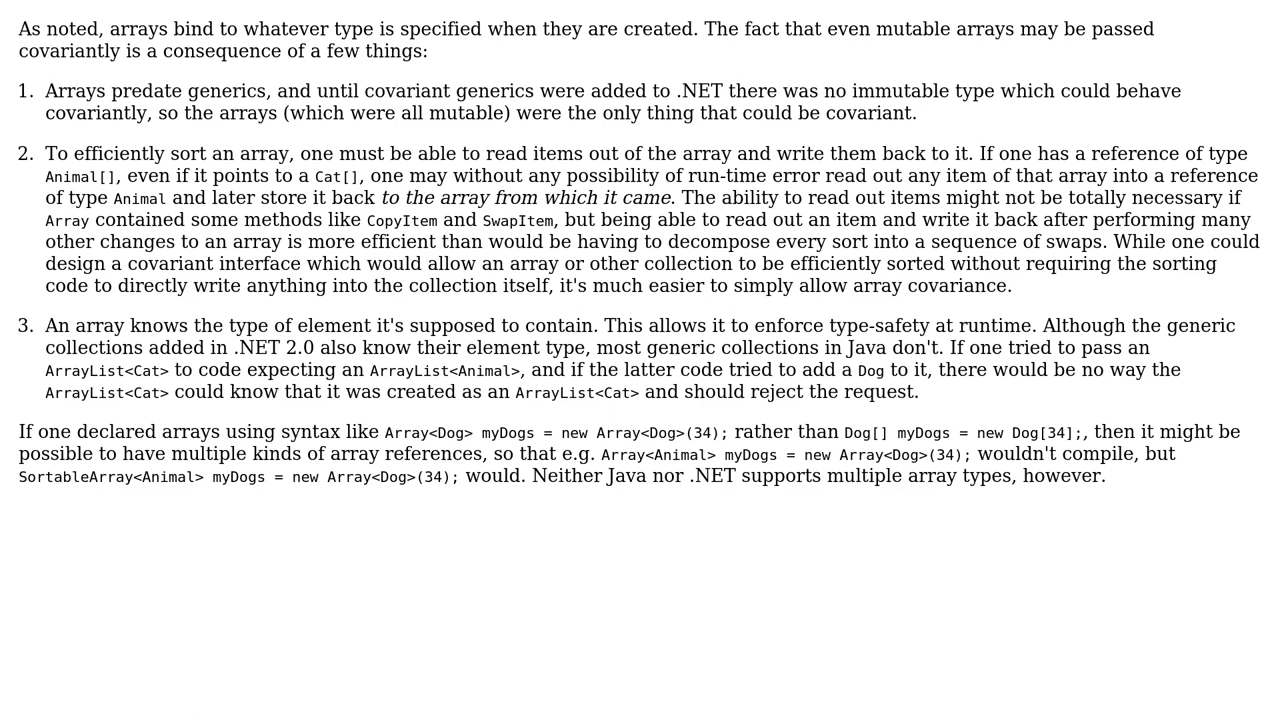 As noted, arrays bind to whatever type is specified when they are created. The fact that even mutable arrays may be passed
covariantly is a consequence of a few things:
1. Arrays predate generics, and until covariant generics were added to .NET there was no immutable type which could behave
covariantly, so the arrays (which were all mutable) were the only thing that could be covariant.
2. To efficiently sort an array, one must be able to read items out of the array and write them back to it. If one has a reference of type
Animal[], even if it points to a Cat[], one may without any possibility of run-time error read out any item of that array into a reference
of type Animal and later store it back to the array from which it came. The ability to read out items might not be totally necessary if
Array contained some methods like CopyItem and SwapItem, but being able to read out an item and write it back after performing many
other changes to an array is more efficient than would be having to decompose every sort into a sequence of swaps. While one could
design a covariant interface which would allow an array or other collection to be efficiently sorted without requiring the sorting
code to directly write anything into the collection itself, it's much easier to simply allow array covariance.
3. An array knows the type of element it's supposed to contain. This allows it to enforce type-safety at runtime. Although the generic
collections added in .NET 2.0 also know their element type, most generic collections in Java don't. If one tried to pass an
ArrayList<Cat> to code expecting an ArrayList<Animal>, and if the latter code tried to add a Dog to it, there would be no way the
ArrayList<Cat> could know that it was created as an ArrayList<Cat> and should reject the request.
If one declared arrays using syntax like Array<Dog> myDogs = new Array<Dog>(34); rather than Dog[] myDogs = new Dog[34];, then it might be
possible to have multiple kinds of array references, so that e.g. Array<Animal> myDogs = new Array<Dog>(34); wouldn't compile, but
SortableArray<Animal> myDogs = new Array<Dog>(34); would. Neither Java nor .NET supports multiple array types, however.